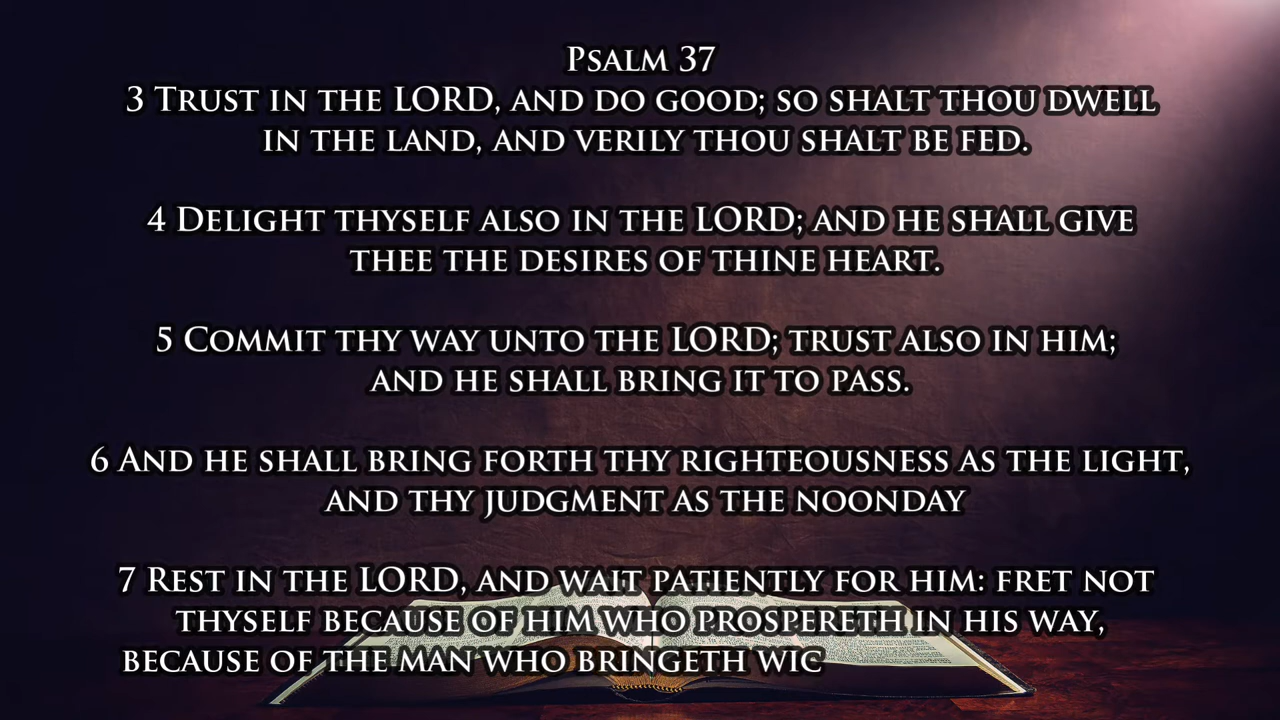 Psalm 37
3 Trust in the LORD, and do good; so shalt thou dwell
in the land, and verily thou shalt be fed.
4 Delight thyself also in the LORD; and he shall give
thee the desires of thine heart.
5 Commit thy way unto the LORD; trust also in him;
and he shall bring it to pass.
6 And he shall bring forth thy righteousness as the light,
and thy judgment as the noonday
7 Rest in the LORD, and wait patiently for him: fret not
thyself because of him who prospereth in his way,
because of the man who bringeth wic